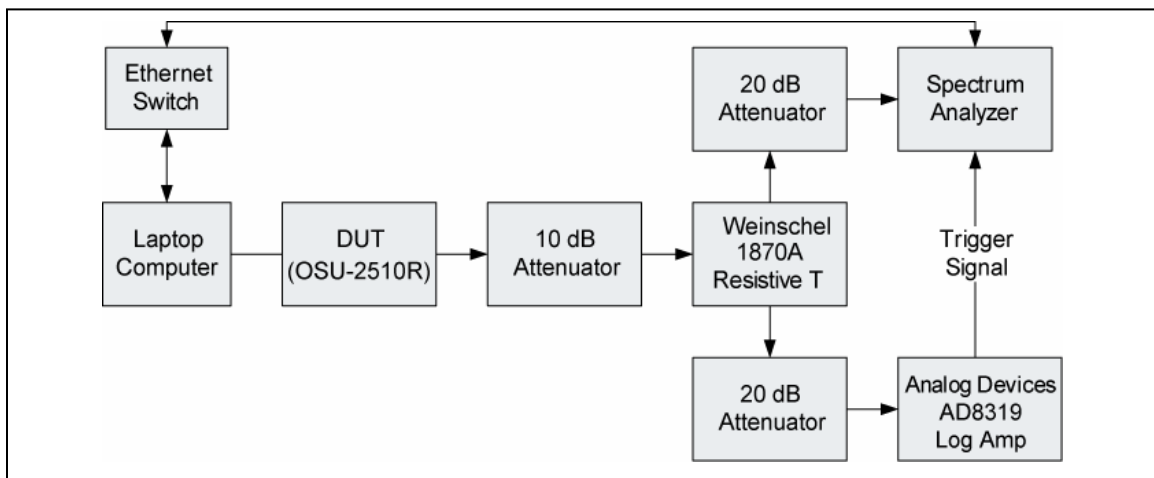 Ethernet
Switch
20 dB
Attenuator
Spectrum
Analyzer
Laptop
Computer
DUT
(OSU-2510R)
10 dB
Attenuator
Weinschel
1870A
Resistive T
Trigger
Signal
20 dB
Attenuator
Analog Devices
AD8319
Log Amp